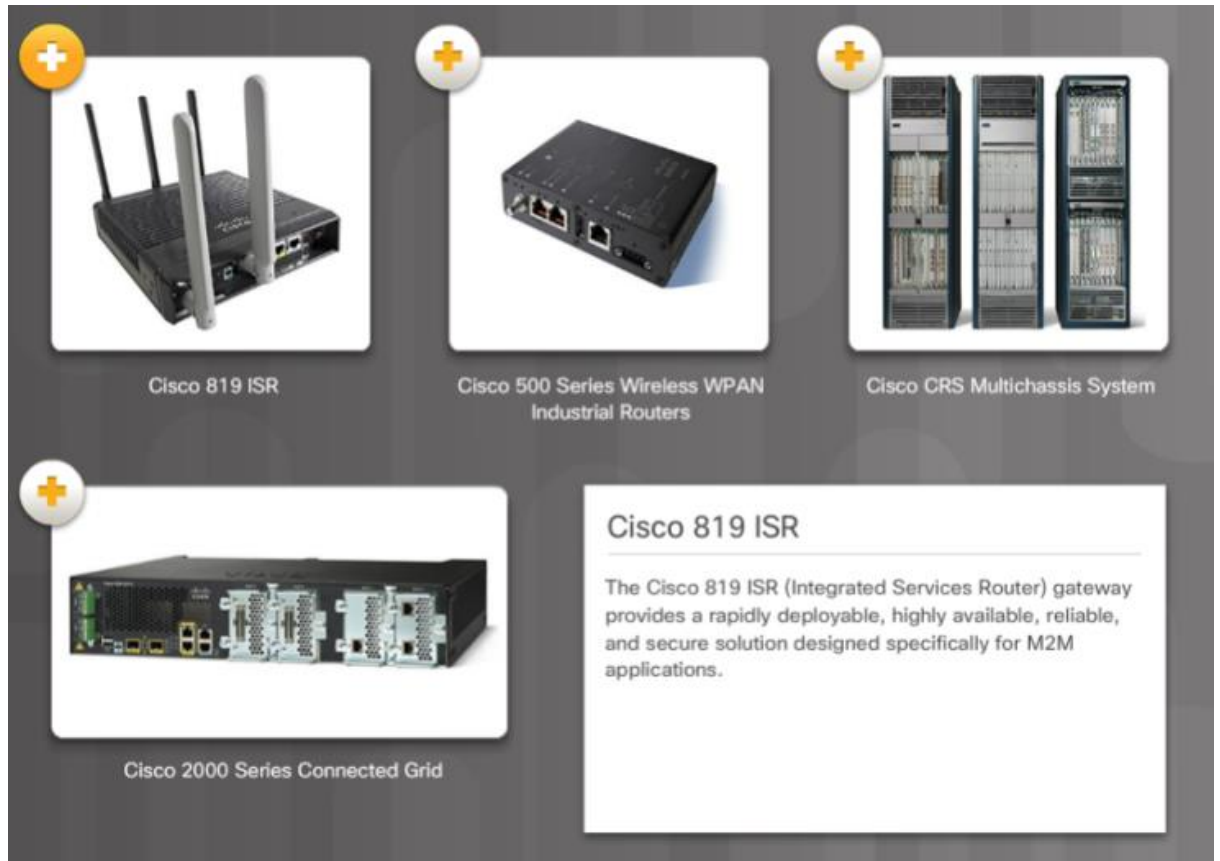 Cisco 819 ISR
Cisco 500 Series Wireless WPAN
Industrial Routers
Cisco CRS Multichassis System
Cisco 2000 Series Connected Grid
Cisco 819 ISR
The Cisco 819 ISR (Integrated Services Router) gateway
provides a rapidly deployable, highly available, reliable,
and secure solution designed specifically for M2M
applications.